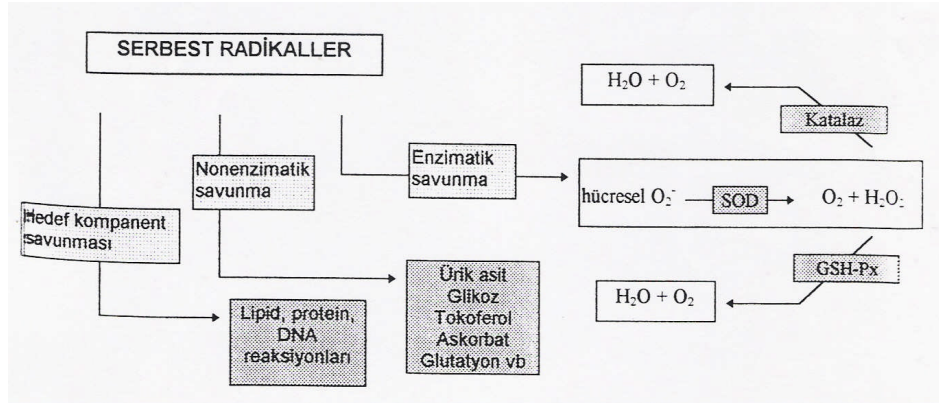 SERBEST RADİKALLER
H₂O + O₂
Katalaz
Enzimatik
savunma
Nonenzimatik
savunma
hücresel O₂⁻
SOD
O₂ + H₂O₂
Hedef kompanent
savunması
GSH-Px
Ürik asit
Glikoz
Tokoferol
Askorbat
Glutatyon vb
H₂O + O₂
Lipid, protein,
DNA
reaksiyonları